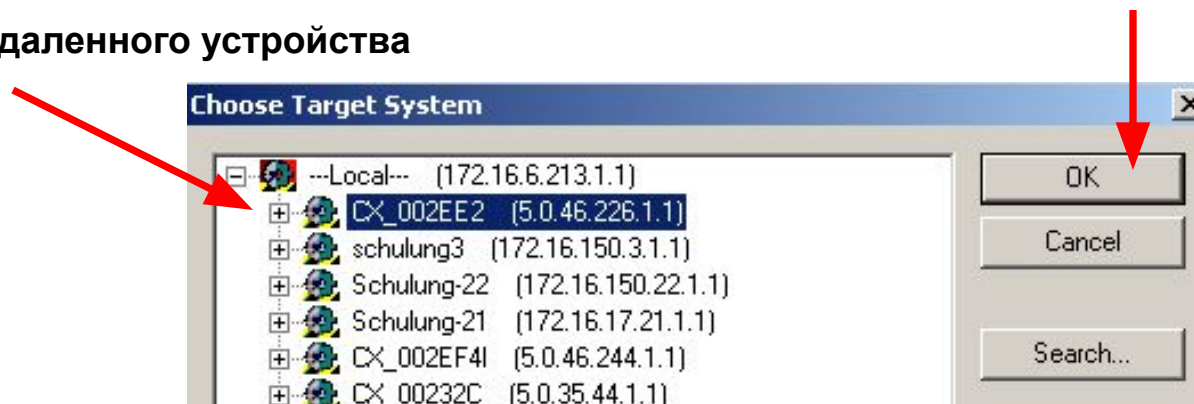 даленного устройства
Choose Target System
---Local--- (172.16.6.213.1.1)
CX_002EE2 (5.0.46.226.1.1)
schulung3 (172.16.150.3.1.1)
Schulung-22 (172.16.150.22.1.1)
Schulung-21 (172.16.17.21.1.1)
CX_002EF4I (5.0.46.244.1.1)
CX_00232C (5.0.35.44.1.1)
OK
Cancel
Search...